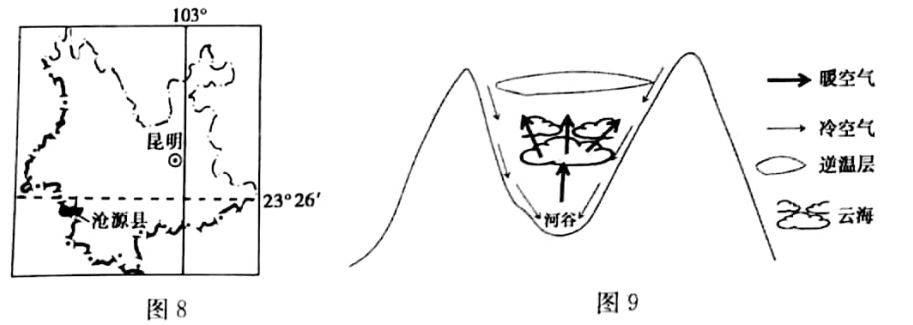 103°
昆明
23°26′
沧源县
图 8
暖空气
冷空气
逆温层
云海
河谷
图 9